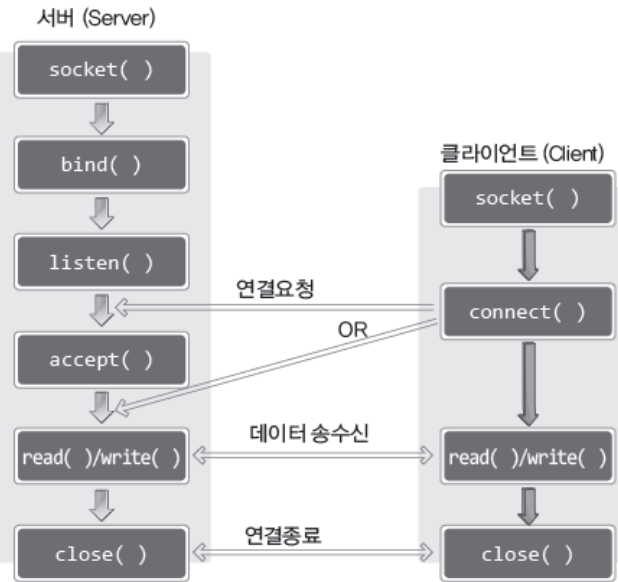 서버 (Server)
socket( )
bind( )
listen( )
accept( )
read( )/write( )
close( )
연결요청
OR
데이터 송수신
연결종료
클라이언트 (Client)
socket( )
connect( )
read( )/write( )
close( )